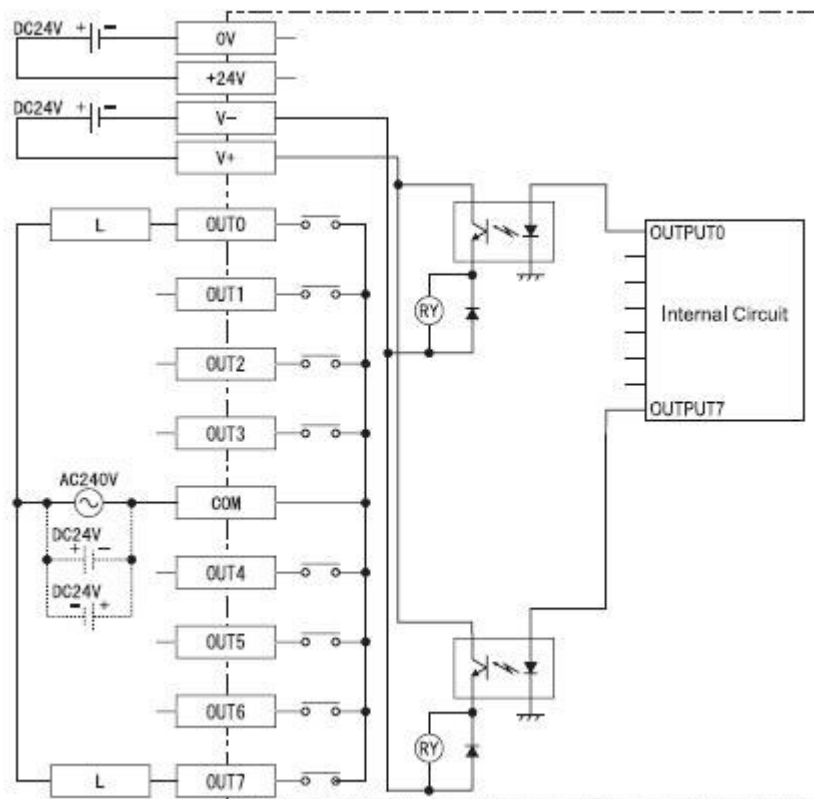 DC24V + - 0V
+24V
DC24V + - V-
V+
L OUT0
OUTPUT0
OUT1
RY
Internal Circuit
OUT2
OUTPUT7
OUT3
AC240V
COM
DC24V
+ -
OUT4
DC24V
- +
OUT5
OUT6
RY
L OUT7